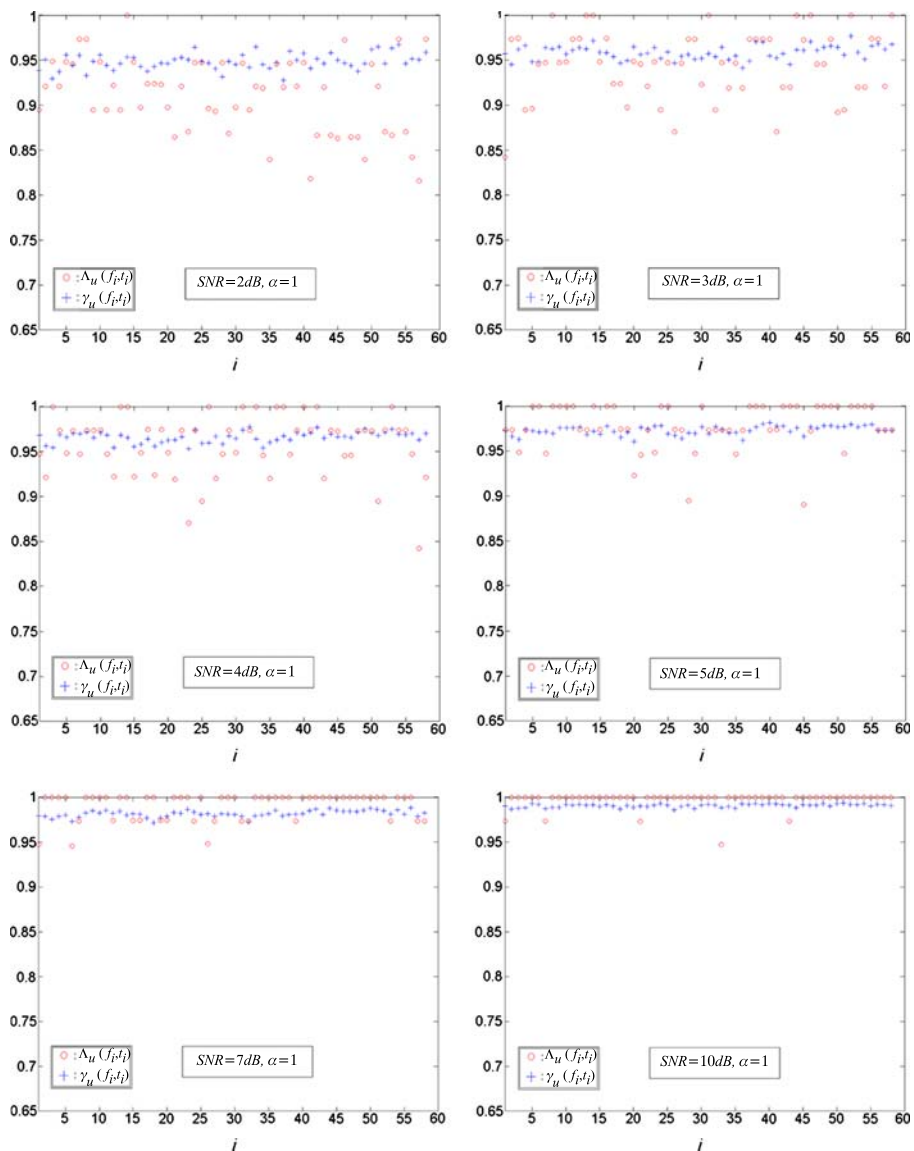 1
0.95
0.9
0.85
0.8
0.75
0.7
0.65
○ : Λu (fi,ti)
+ : γu (fi,ti)
SNR=2dB, α=1
5 10 15 20 25 30 35 40 45 50 55 60
i
1
0.95
0.9
0.85
0.8
0.75
0.7
0.65
○ : Λu (fi,ti)
+ : γu (fi,ti)
SNR=3dB, α=1
5 10 15 20 25 30 35 40 45 50 55 60
i
1
0.95
0.9
0.85
0.8
0.75
0.7
0.65
○ : Λu (fi,ti)
+ : γu (fi,ti)
SNR=4dB, α=1
5 10 15 20 25 30 35 40 45 50 55 60
i
1
0.95
0.9
0.85
0.8
0.75
0.7
0.65
○ : Λu (fi,ti)
+ : γu (fi,ti)
SNR=5dB, α=1
5 10 15 20 25 30 35 40 45 50 55 60
i
1
0.95
0.9
0.85
0.8
0.75
0.7
0.65
○ : Λu (fi,ti)
+ : γu (fi,ti)
SNR=7dB, α=1
5 10 15 20 25 30 35 40 45 50 55 60
i
1
0.95
0.9
0.85
0.8
0.75
0.7
0.65
○ : Λu (fi,ti)
+ : γu (fi,ti)
SNR=10dB, α=1
5 10 15 20 25 30 35 40 45 50 55 60
i